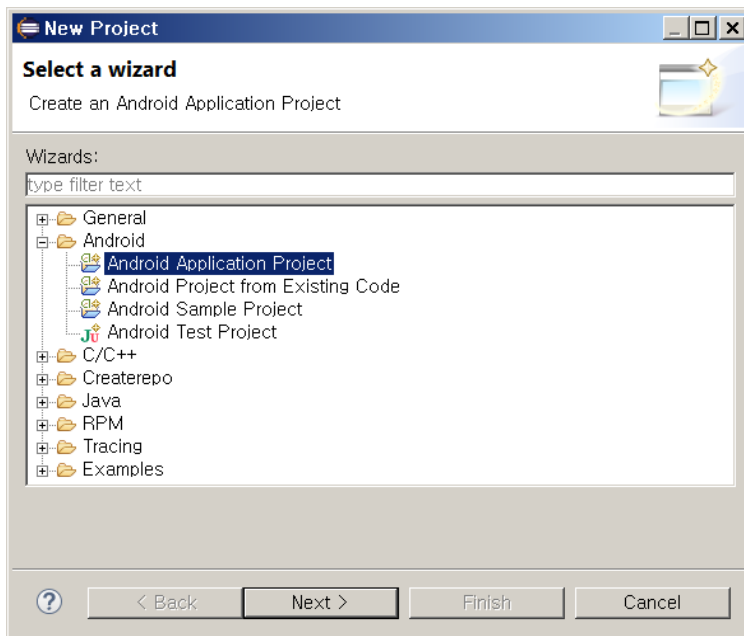 New Project
Select a wizard
Create an Android Application Project
Wizards:
type filter text
General
Android
Android Application Project
Android Project from Existing Code
Android Sample Project
Android Test Project
C/C++
Createrepo
Java
RPM
Tracing
Examples
? < Back Next > Finish Cancel